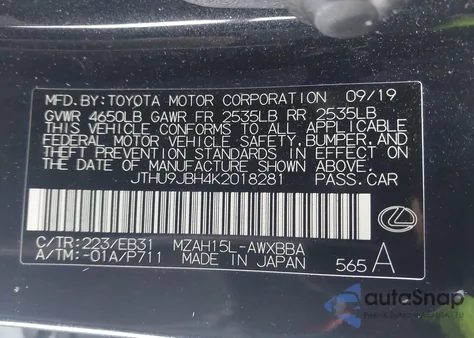 MFD. BY: TOYOTA MOTOR CORPORATION 09/19
GVWR 4650LB GAWR FR 2535LB RR 2535LB
THIS VEHICLE CONFORMS TO ALL APPLICABLE
FEDERAL MOTOR VEHICLE SAFETY, BUMPER, AND
THEFT PREVENTION STANDARDS IN EFFECT ON
THE DATE OF MANUFACTURE SHOWN ABOVE.
JTHU9JBH4K2018281 PASS.CAR
C/TR: 223/EB31 MZAH15L-AWXBBA
A/TM: -01A/P711 MADE IN JAPAN 565 A
autoSnap